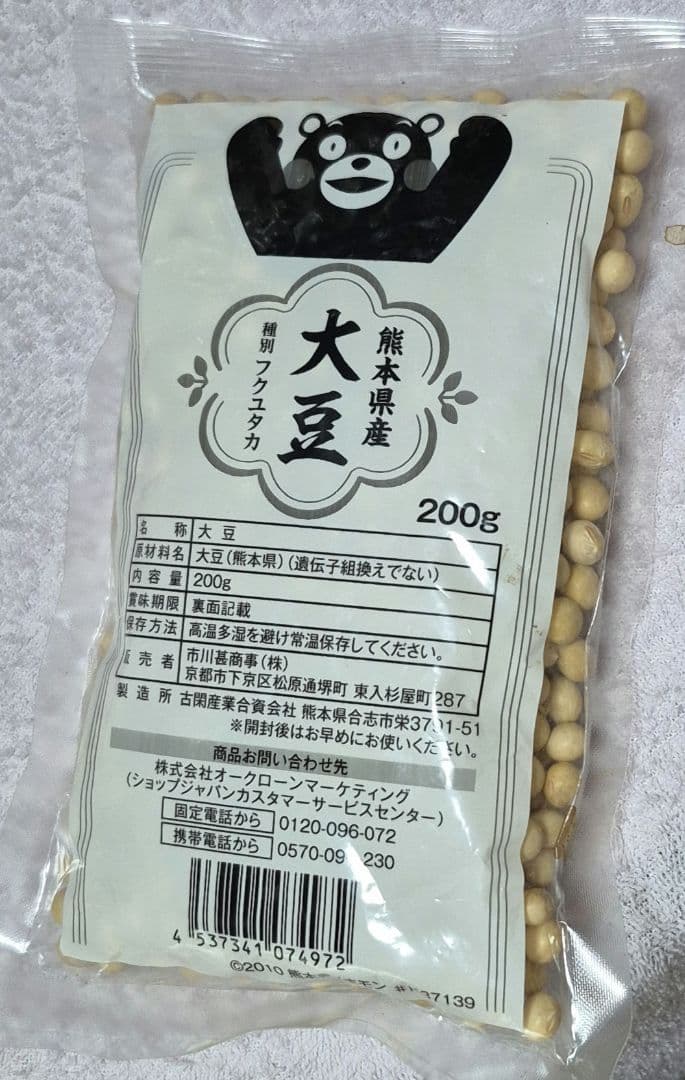 熊本県産
大豆
種別 フクユタカ
200g
名 称 大 豆
原材料名 大豆(熊本県)(遺伝子組換えでない)
内 容 量 200g
賞味期限 裏面記載
保存方法 高温多湿を避け常温保存してください。
販 売 者 市川甚商事(株)
京都市下京区松原通堺町 東入杉屋町287
製 造 所 古閑産業合資会社 熊本県合志市栄3701-51
※開封後はお早めにお使いください。
商品お問い合わせ先
株式会社オークローンマーケティング
(ショップジャパンカスタマーサービスセンター)
固定電話から 0120-096-072
携帯電話から 0570-09 230
4 537341 074972
©2010 熊本 モン 37139